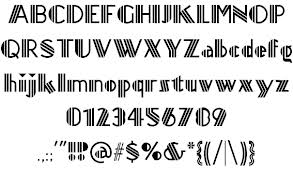 ABCDEFGHIJKLMNOP
QRSTUVWXYZabcdefg
hijklmnopqrstuvwxyz
0123456789
.,:;'"!?@#$%&*{(/|\)}